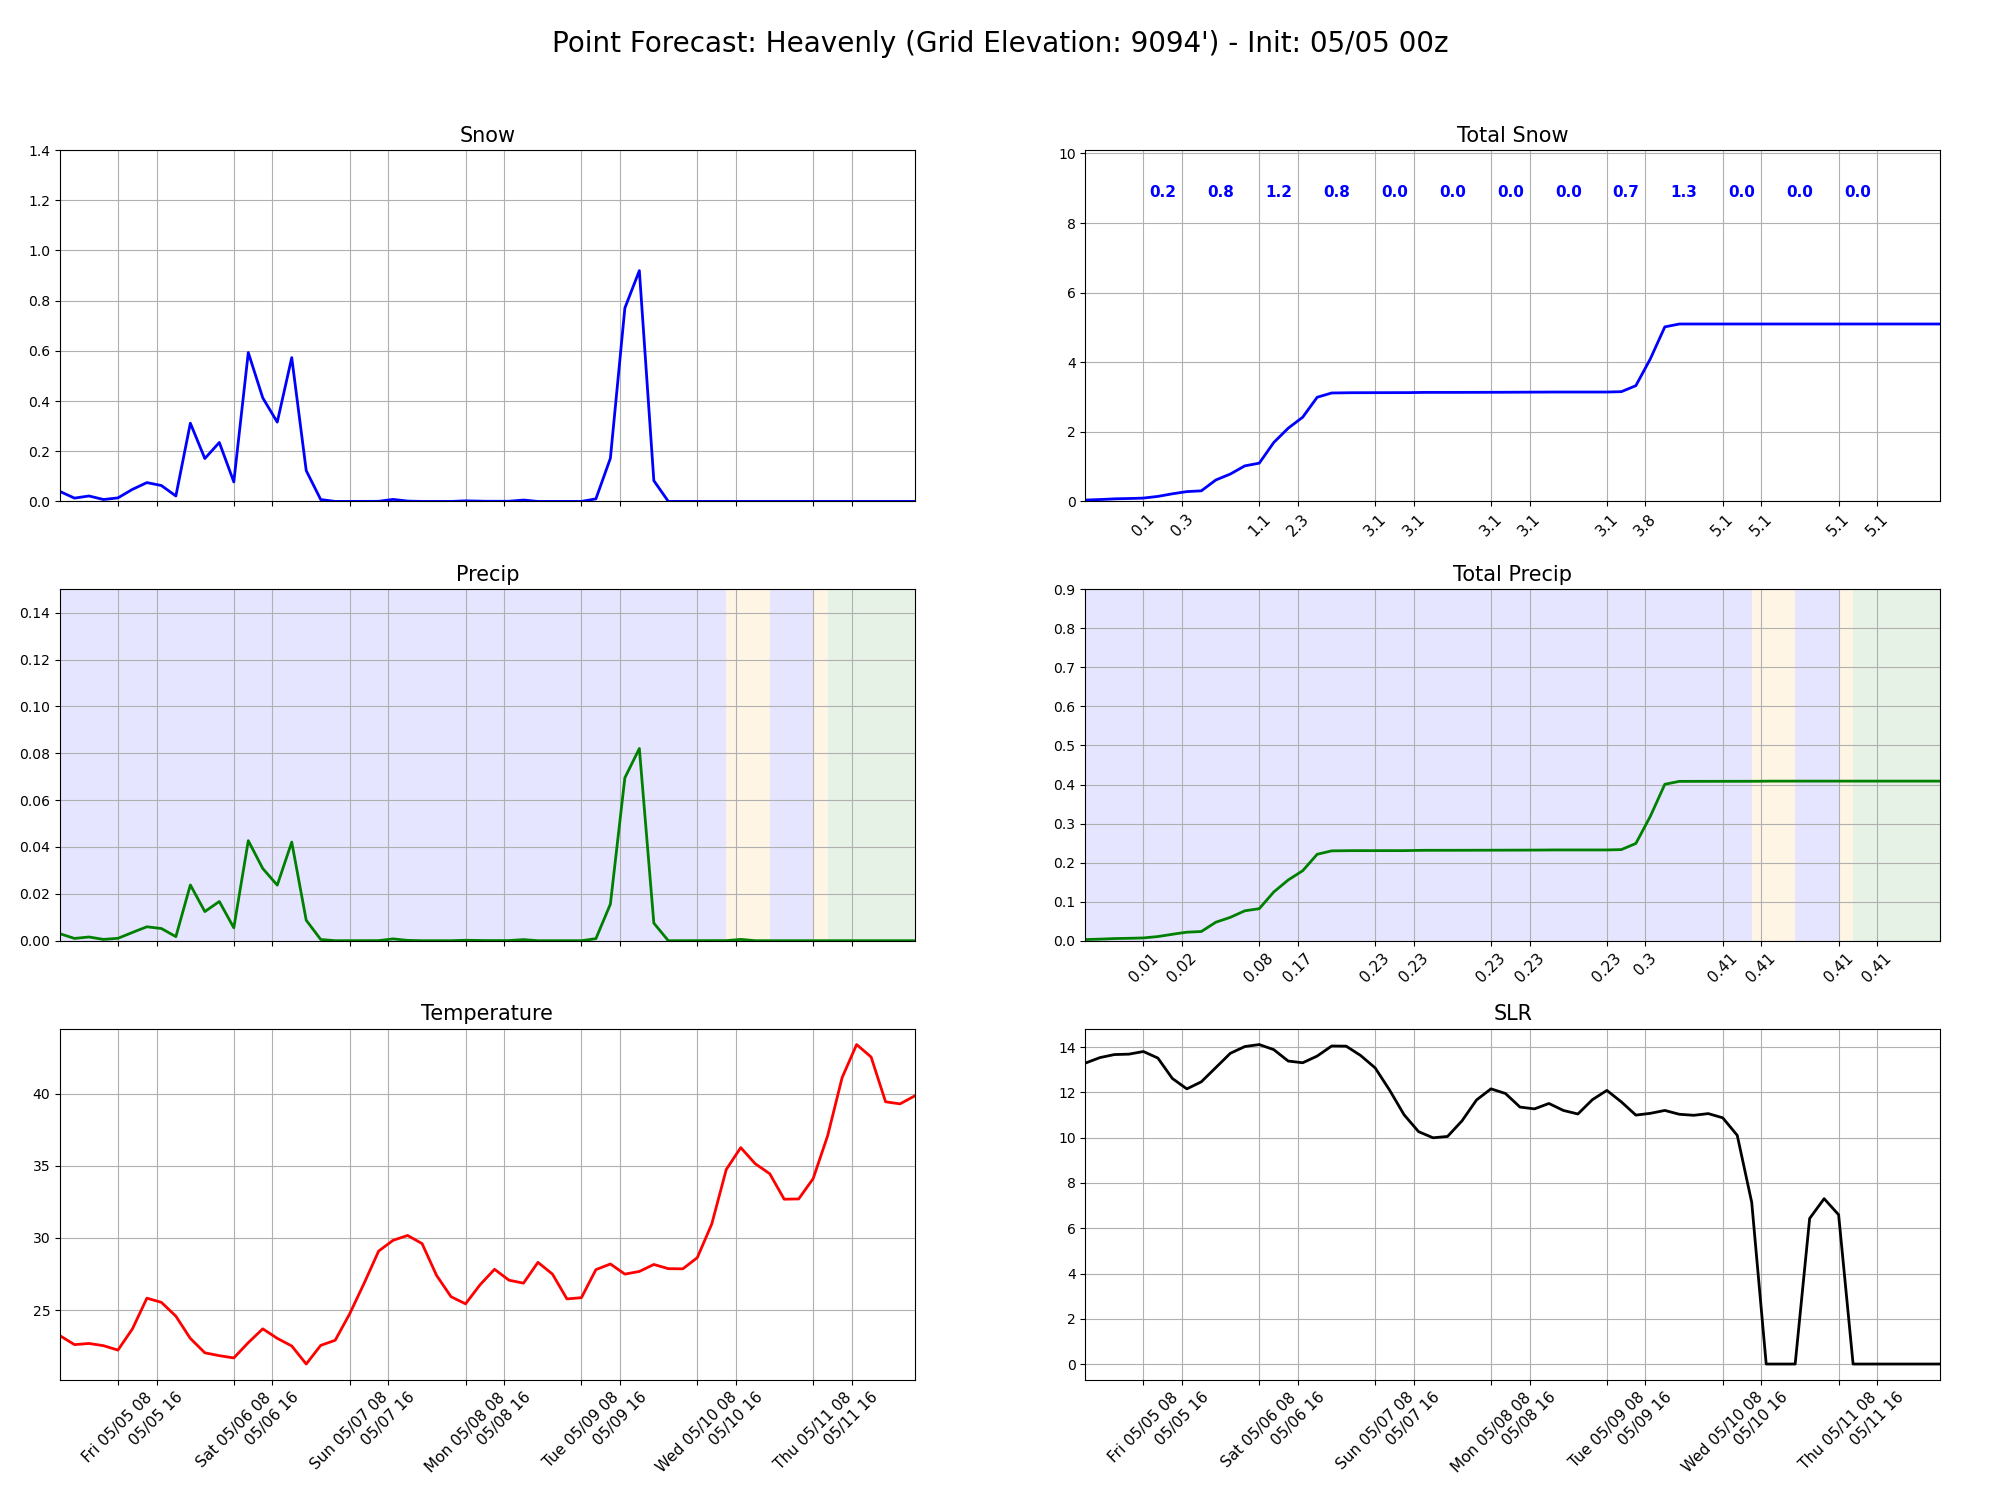 Point Forecast: Heavenly (Grid Elevation: 9094') - Init: 05/05 00z
Snow
1.4
1.2
1.0
0.8
0.6
0.4
0.2
0.0
Total Snow
10
8
6
4
2
0
0.2 0.8 1.2 0.8 0.0 0.0 0.0 0.0 0.7 1.3 0.0 0.0 0.0
0.1 0.3 1.1 2.3 3.1 3.1 3.1 3.1 3.1 3.8 5.1 5.1 5.1 5.1
Precip
0.14
0.12
0.10
0.08
0.06
0.04
0.02
0.00
Total Precip
0.9
0.8
0.7
0.6
0.5
0.4
0.3
0.2
0.1
0.0
0.01 0.02 0.08 0.17 0.23 0.23 0.23 0.23 0.23 0.3 0.41 0.41 0.41 0.41
Temperature
40
35
30
25
Fri 05/05 08
05/05 16
Sat 05/06 08
05/06 16
Sun 05/07 08
05/07 16
Mon 05/08 08
05/08 16
Tue 05/09 08
05/09 16
Wed 05/10 08
05/10 16
Thu 05/11 08
05/11 16
SLR
14
12
10
8
6
4
2
0
Fri 05/05 08
05/05 16
Sat 05/06 08
05/06 16
Sun 05/07 08
05/07 16
Mon 05/08 08
05/08 16
Tue 05/09 08
05/09 16
Wed 05/10 08
05/10 16
Thu 05/11 08
05/11 16